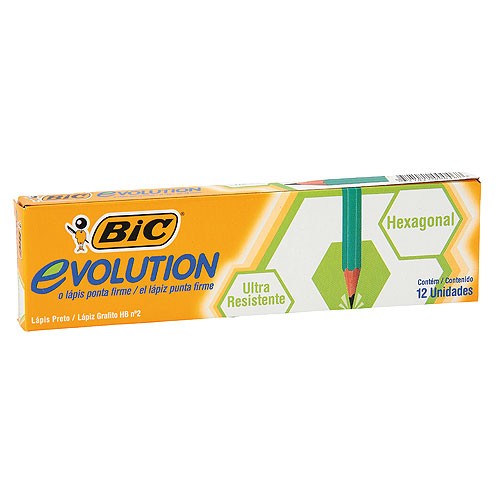 BiC eVOLUTION
BiC
eVOLUTION
o lápis ponta firme / el lápiz punta firme
Lápis Preto / Lápiz Grafito HB nº2
Ultra
Resistente
Hexagonal
Contém / Contenido
12 Unidades